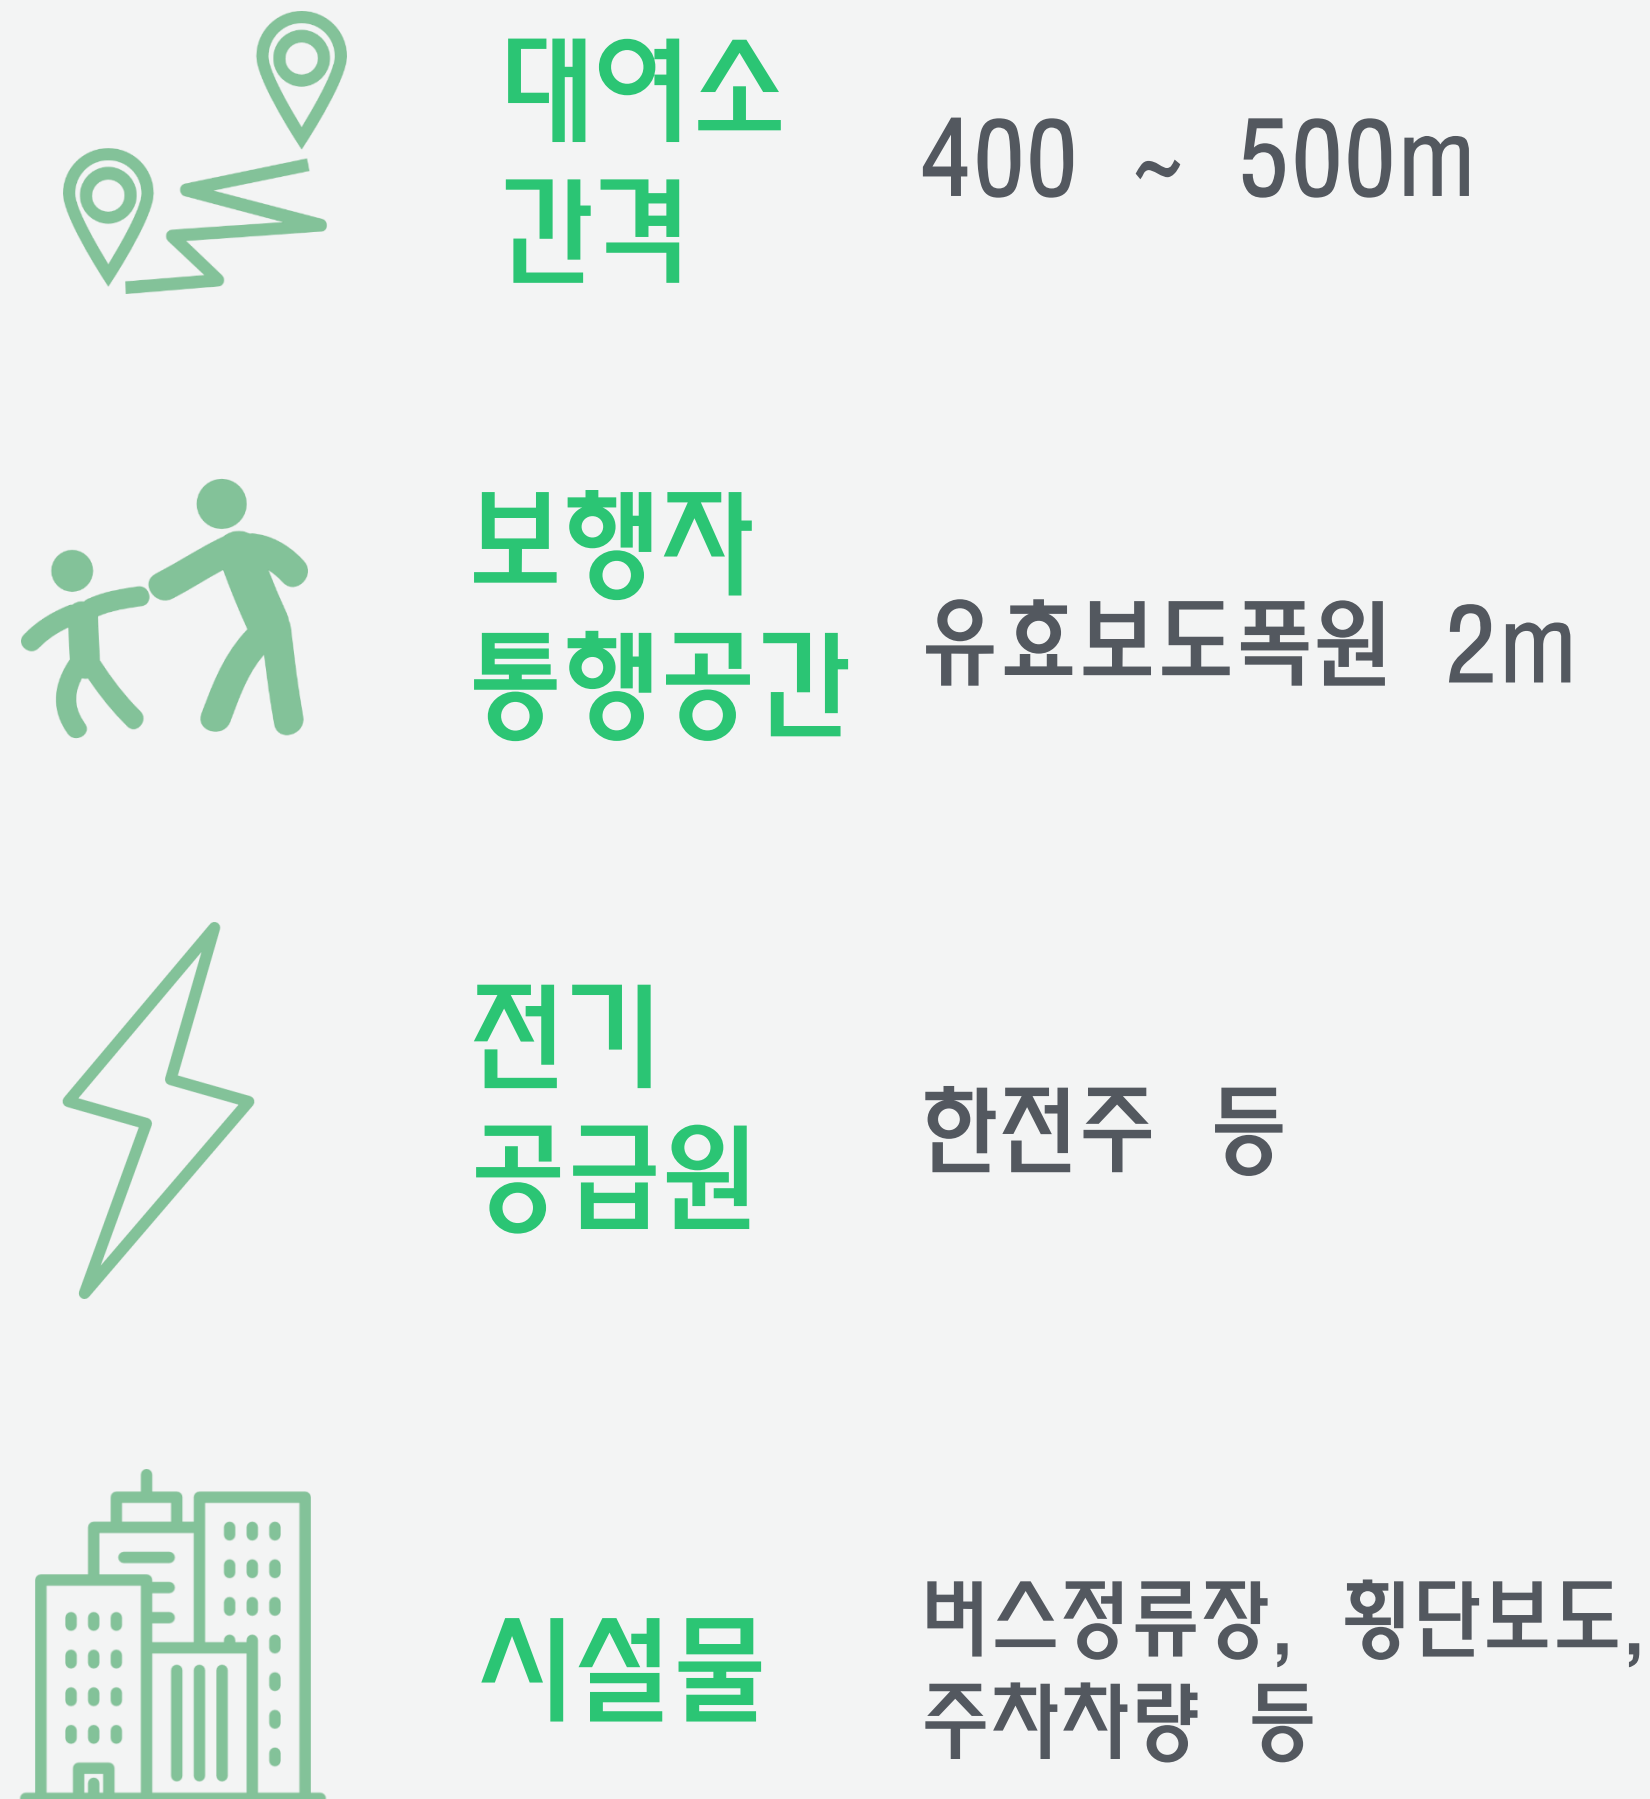 대여소
간격
400 ~ 500m
보행자
통행공간
유효보도폭원 2m
전기
공급원
한전주 등
시설물
버스정류장, 횡단보도,
주차차량 등